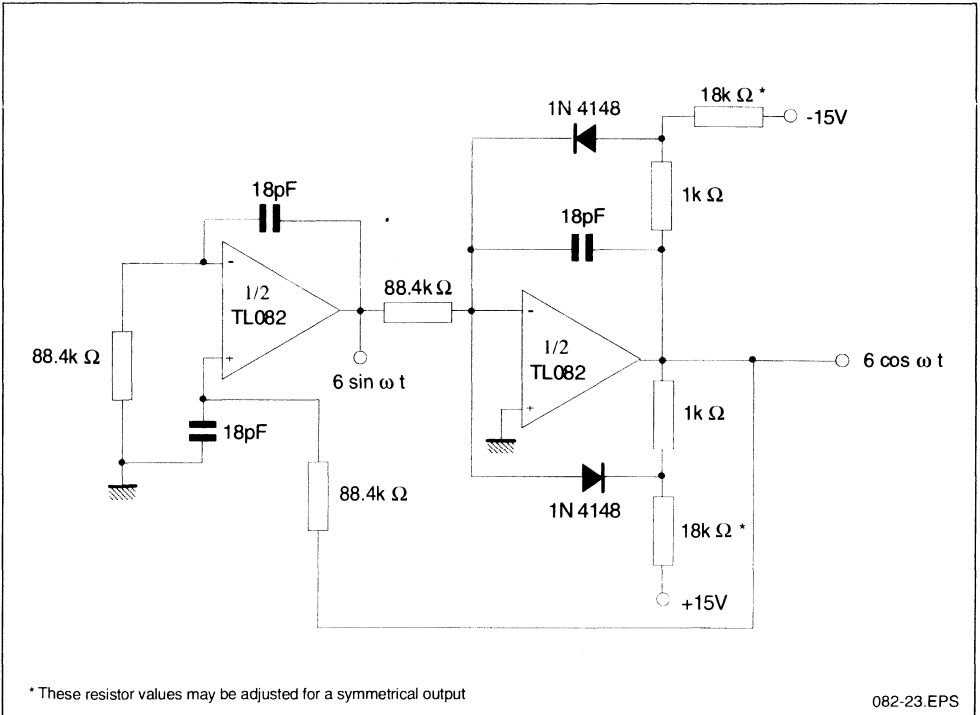 18k Ω *
1N 4148
-15V
18pF
1k Ω
18pF
-
1/2
TL082
+
88.4k Ω
-
1/2
TL082
+
88.4k Ω
6 sin ω t
6 cos ω t
18pF
1k Ω
88.4k Ω
1N 4148
18k Ω *
+15V
* These resistor values may be adjusted for a symmetrical output
082-23.EPS